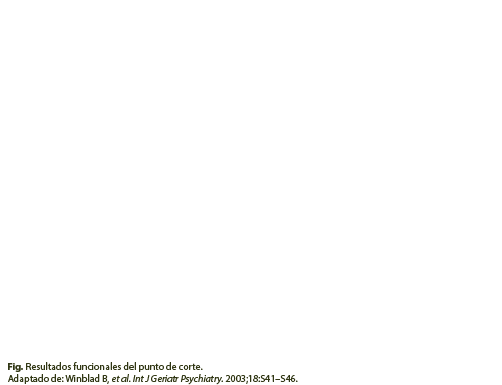 Fig. Resultados funcionales del punto de corte.
Adaptado de: Winblad B, et al. Int J Geriatr Psychiatry. 2003;18:S41–S46.